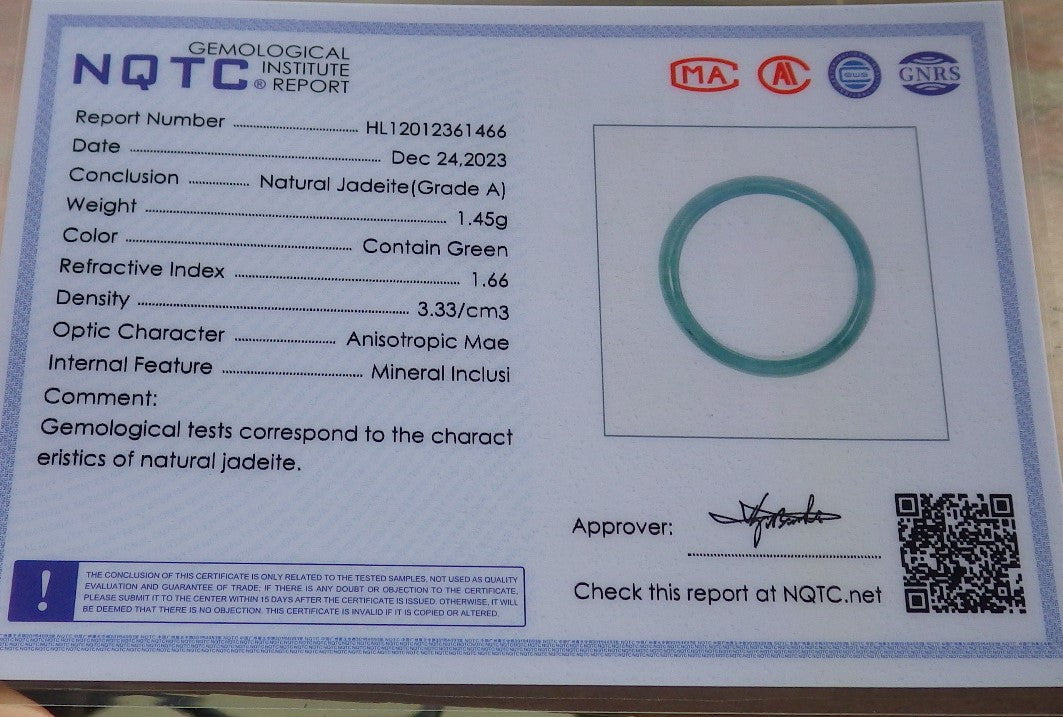 NQTC® GEMOLOGICAL
INSTITUTE
REPORT
MA
GNRS
Report Number HL12012361466
Date Dec 24,2023
Conclusion Natural Jadeite(Grade A)
Weight 1.45g
Color Contain Green
Refractive Index 1.66
Density 3.33/cm3
Optic Character Anisotropic Mae
Internal Feature Mineral Inclusi
Comment:
Gemological tests correspond to the charact
eristics of natural jadeite.
Approver:
Check this report at NQTC.net
! THE CONCLUSION OF THIS CERTIFICATE IS ONLY RELATED TO THE TESTED SAMPLES, NOT USED AS QUALITY
EVALUATION AND GUARANTEE OF TRADE; IF THERE IS ANY DOUBT OR OBJECTION TO THE CERTIFICATE,
PLEASE SUBMIT IT TO THE CENTER WITHIN 15 DAYS AFTER THE CERTIFICATE IS ISSUED. OTHERWISE, IT WILL
BE DEEMED THAT THERE IS NO OBJECTION. THIS CERTIFICATE IS INVALID IF IT IS COPIED OR ALTERED.